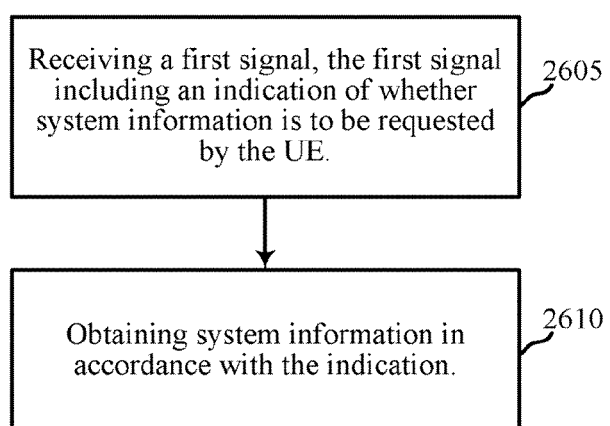 Receiving a first signal, the first signal
including an indication of whether
system information is to be requested
by the UE.
2605
Obtaining system information in
accordance with the indication.
2610